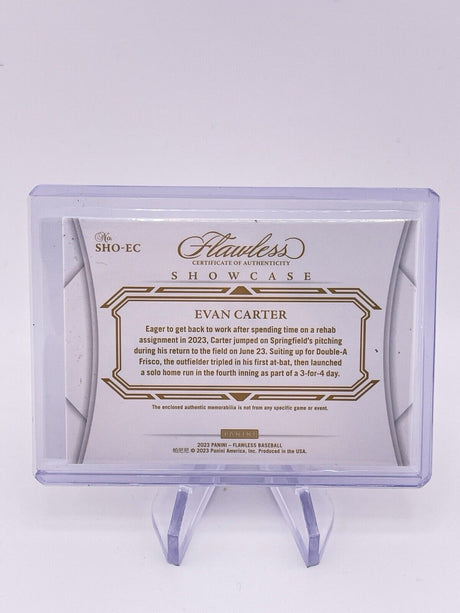 No.
SHO-EC
Flawless
CERTIFICATE OF AUTHENTICITY
SHOWCASE
EVAN CARTER
Eager to get back to work after spending time on a rehab
assignment in 2023, Carter jumped on Springfield's pitching
during his return to the field on June 23. Suiting up for Double-A
Frisco, the outfielder tripled in his first at-bat, then launched
a solo home run in the fourth inning as part of a 3-for-4 day.
The enclosed authentic memorabilia is not from any specific game or event.
PANINI
2023 PANINI – FLAWLESS BASEBALL
帕尼尼 © 2023 Panini America, Inc. Produced in the USA.